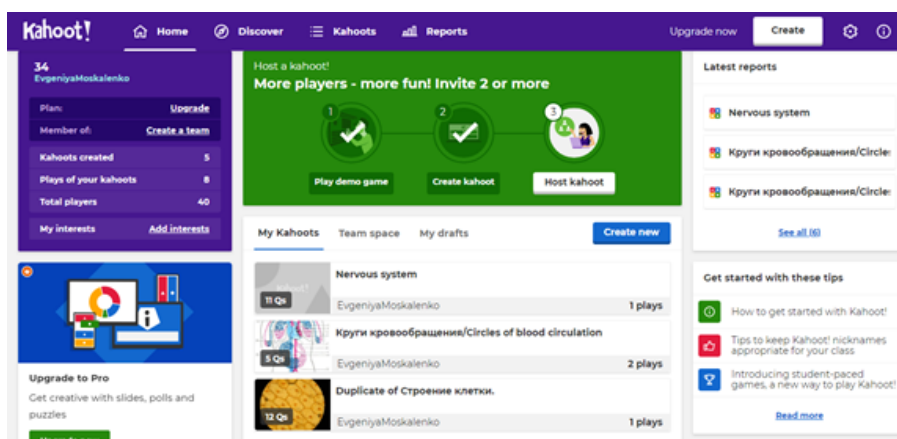 Kahoot!
Home
Discover
Kahoots
Reports
Upgrade now
Create
34
EvgeniyaMoskalenko
Plan: Upgrade
Member of: Create a team
Kahoots created 5
Plays of your kahoots 8
Total players 40
My interests Add interests
Upgrade to Pro
Get creative with slides, polls and
puzzles
Host a kahoot!
More players - more fun! Invite 2 or more
1
2
3
Play demo game
Create kahoot
Host kahoot
My Kahoots
Team space
My drafts
Create new
Nervous system
11 Qs
EvgeniyaMoskalenko
1 plays
Круги кровообращения/Circles of blood circulation
5 Qs
EvgeniyaMoskalenko
2 plays
Duplicate of Строение клетки.
12 Qs
EvgeniyaMoskalenko
1 plays
Latest reports
Nervous system
Круги кровообращения/Circle
Круги кровообращения/Circle
See all (6)
Get started with these tips
How to get started with Kahoot!
Tips to keep Kahoot! nicknames
appropriate for your class
Introducing student-paced
games, a new way to play Kahoot!
Read more